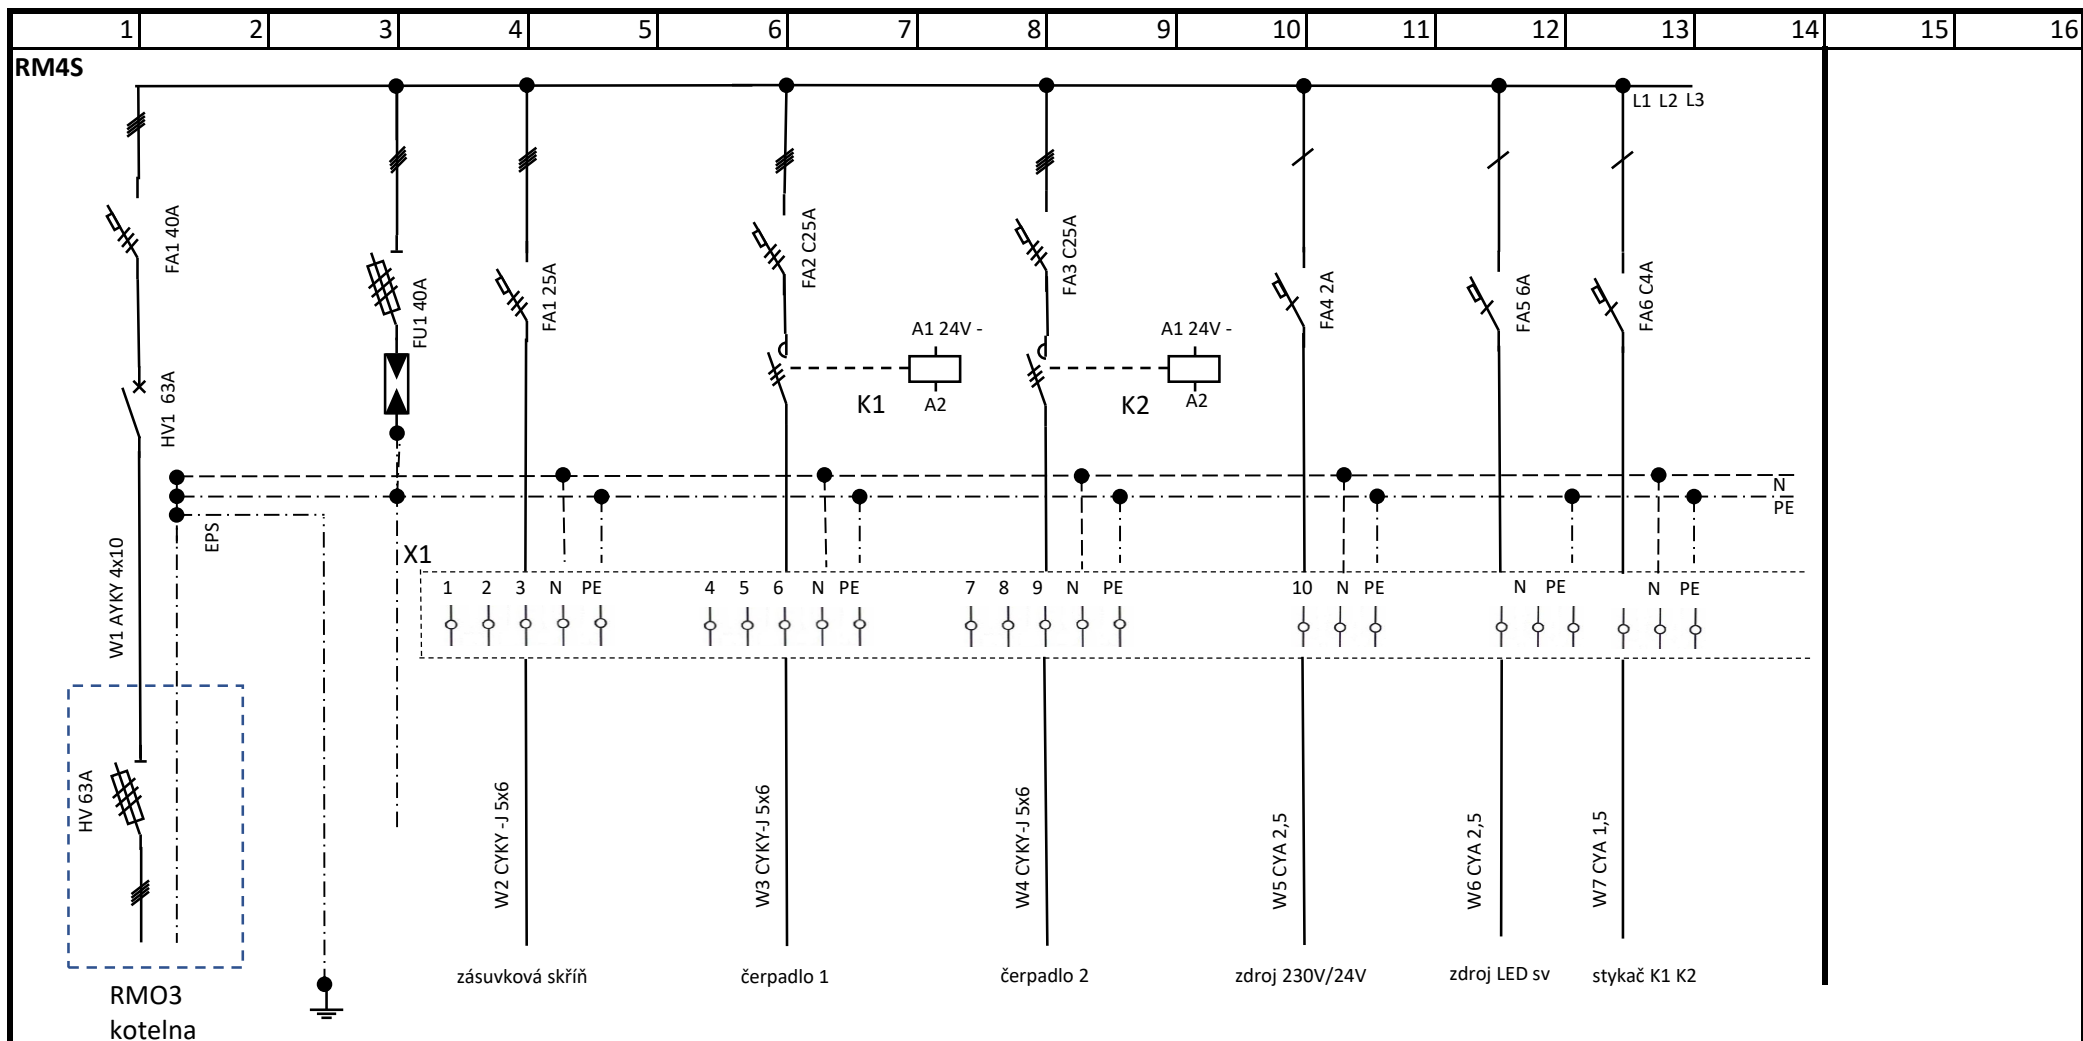 1 2 3 4 5 6 7 8 9 10 11 12 13 14 15 16
RM4S
L1 L2 L3
FA1 40A
FU1 40A
FA1 25A
FA2 C25A
FA3 C25A
FA4 2A
FA5 6A
FA6 C4A
HV1 63A
A1 24V -
K1
A2
A1 24V -
K2
A2
N
PE
EPS
W1 AYKY 4x10
X1
1 2 3 N PE 4 5 6 N PE 7 8 9 N PE 10 N PE N PE N PE
HV 63A
W2 CYKY -J 5x6
W3 CYKY-J 5x6
W4 CYKY-J 5x6
W5 CYA 2,5
W6 CYA 2,5
W7 CYA 1,5
zásuvková skříň
čerpadlo 1
čerpadlo 2
zdroj 230V/24V
zdroj LED sv
stykač K1 K2
RMO3
kotelna